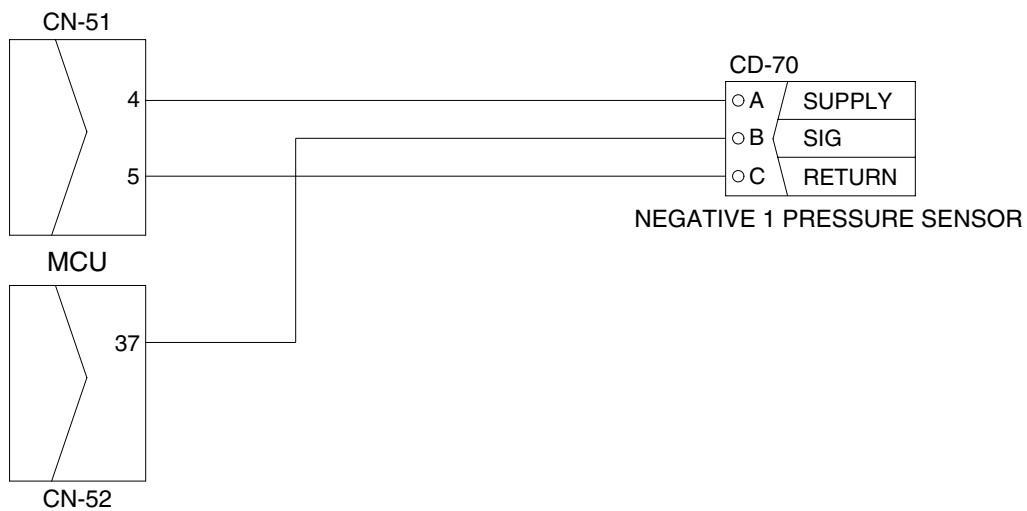 CN-51
4
5
MCU
37
CN-52
CD-70
A SUPPLY
B SIG
C RETURN
NEGATIVE 1 PRESSURE SENSOR